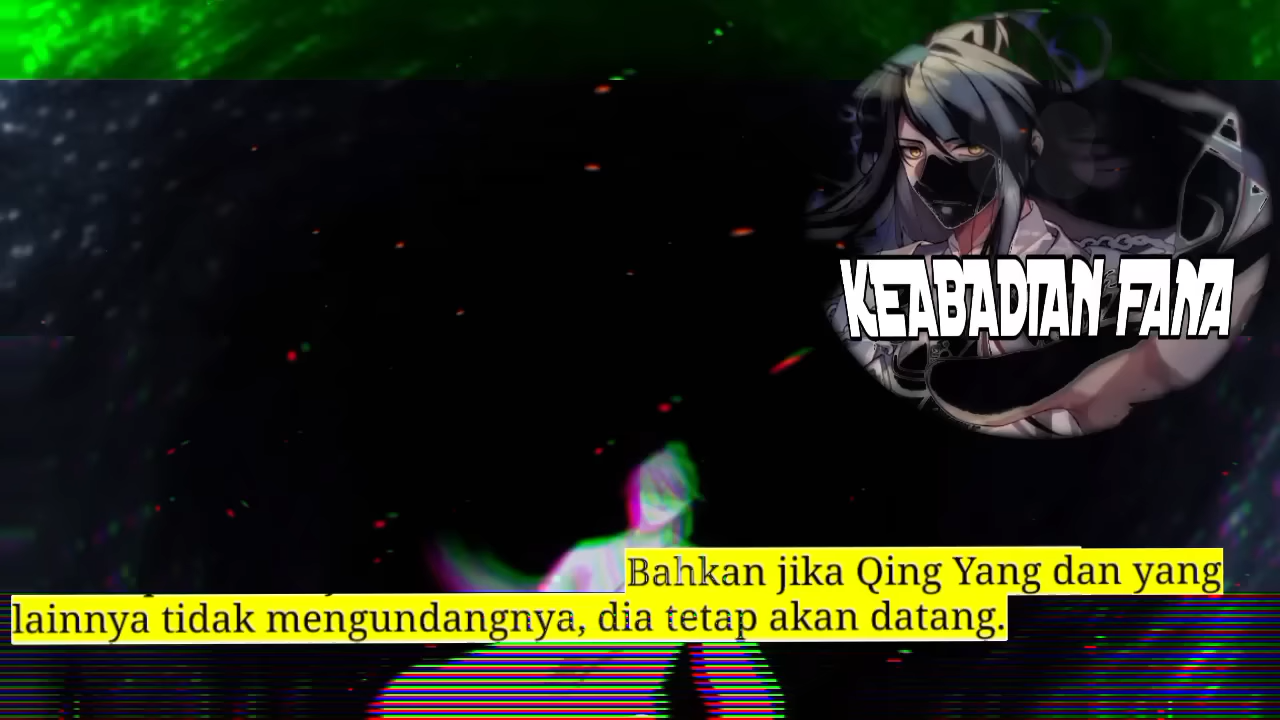 KEABADIAN FANA
Bahkan jika Qing Yang dan yang
lainnya tidak mengundangnya, dia tetap akan datang.